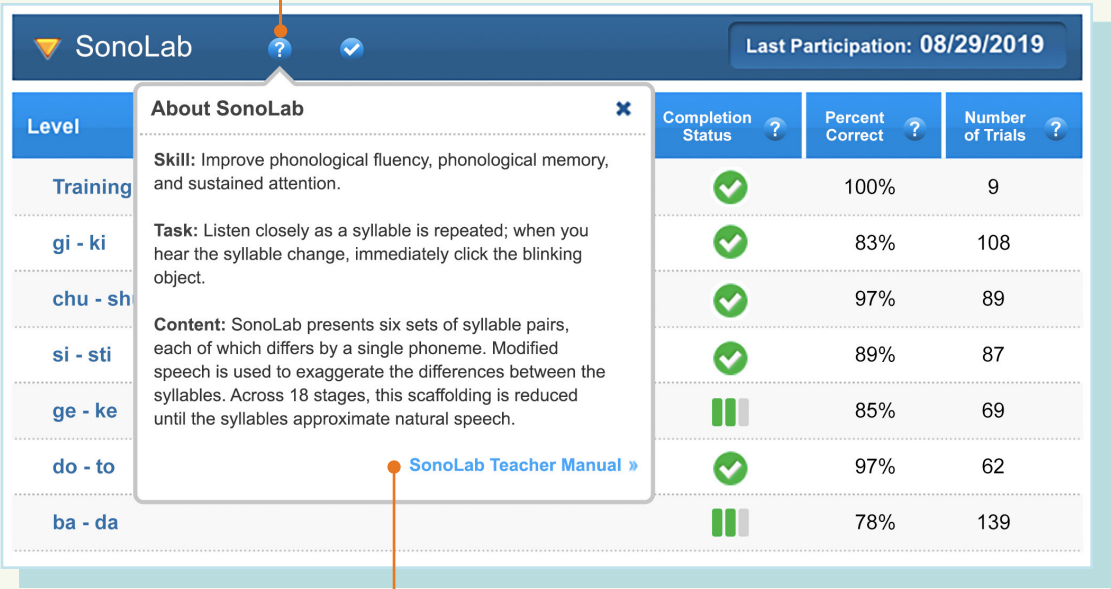 SonoLab
?
Last Participation: 08/29/2019
Level
Completion Status ?
Percent Correct ?
Number of Trials ?
About SonoLab
Skill: Improve phonological fluency, phonological memory,
and sustained attention.
Task: Listen closely as a syllable is repeated; when you
hear the syllable change, immediately click the blinking
object.
Content: SonoLab presents six sets of syllable pairs,
each of which differs by a single phoneme. Modified
speech is used to exaggerate the differences between the
syllables. Across 18 stages, this scaffolding is reduced
until the syllables approximate natural speech.
SonoLab Teacher Manual »
Training 100% 9
gi - ki 83% 108
chu - sh 97% 89
si - sti 89% 87
ge - ke 85% 69
do - to 97% 62
ba - da 78% 139